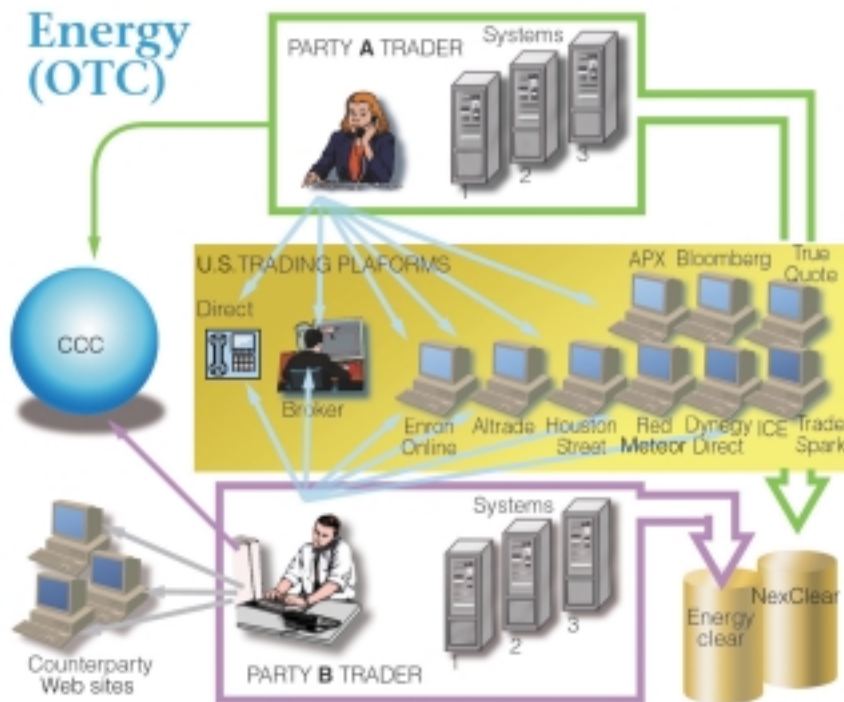 Energy
(OTC)
PARTY A TRADER
Systems
1
2
3
U.S. TRADING PLAFORMS
APX
Bloomberg
True
Quote
Direct
CCC
Broker
Enron
Online
Altrade
Houston
Street
Red
Meteor
Dynegy
Direct
ICE
Trade
Spark
Systems
1
2
3
Counterparty
Web sites
PARTY B TRADER
Energy
clear
NexClear